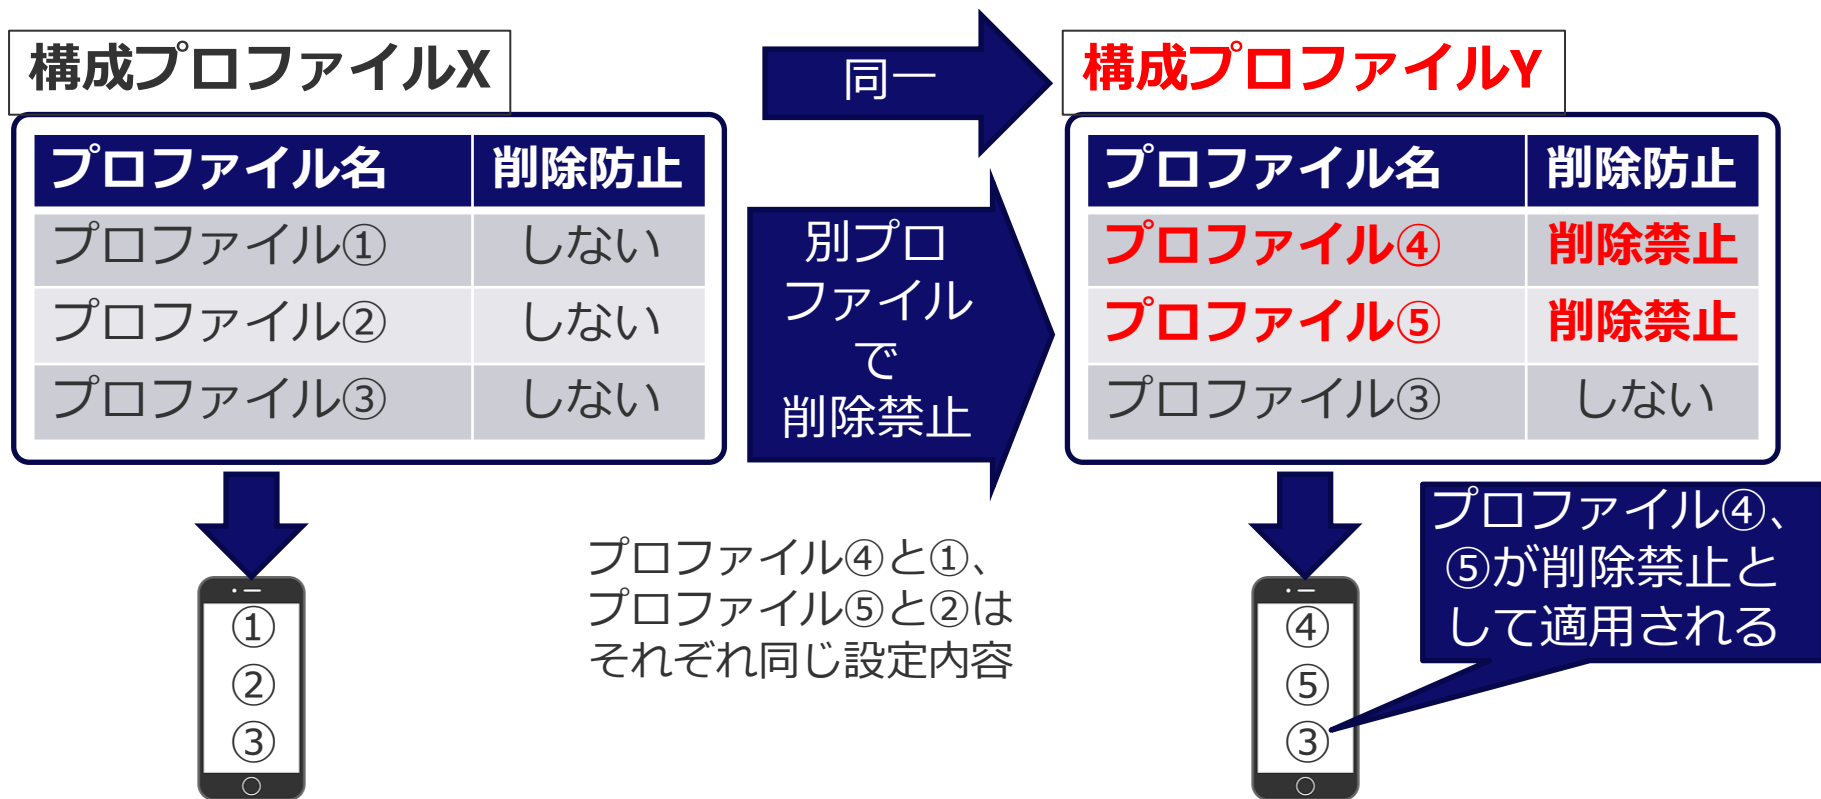 構成プロファイルX
同一
構成プロファイルY
プロファイル名 削除防止
プロファイル① しない
プロファイル② しない
プロファイル③ しない
別プロ
ファイル
で
削除禁止
プロファイル名 削除防止
プロファイル④ 削除禁止
プロファイル⑤ 削除禁止
プロファイル③ しない
①
②
③
プロファイル④と①、
プロファイル⑤と②は
それぞれ同じ設定内容
④
⑤
③
プロファイル④、
⑤が削除禁止と
して適用される